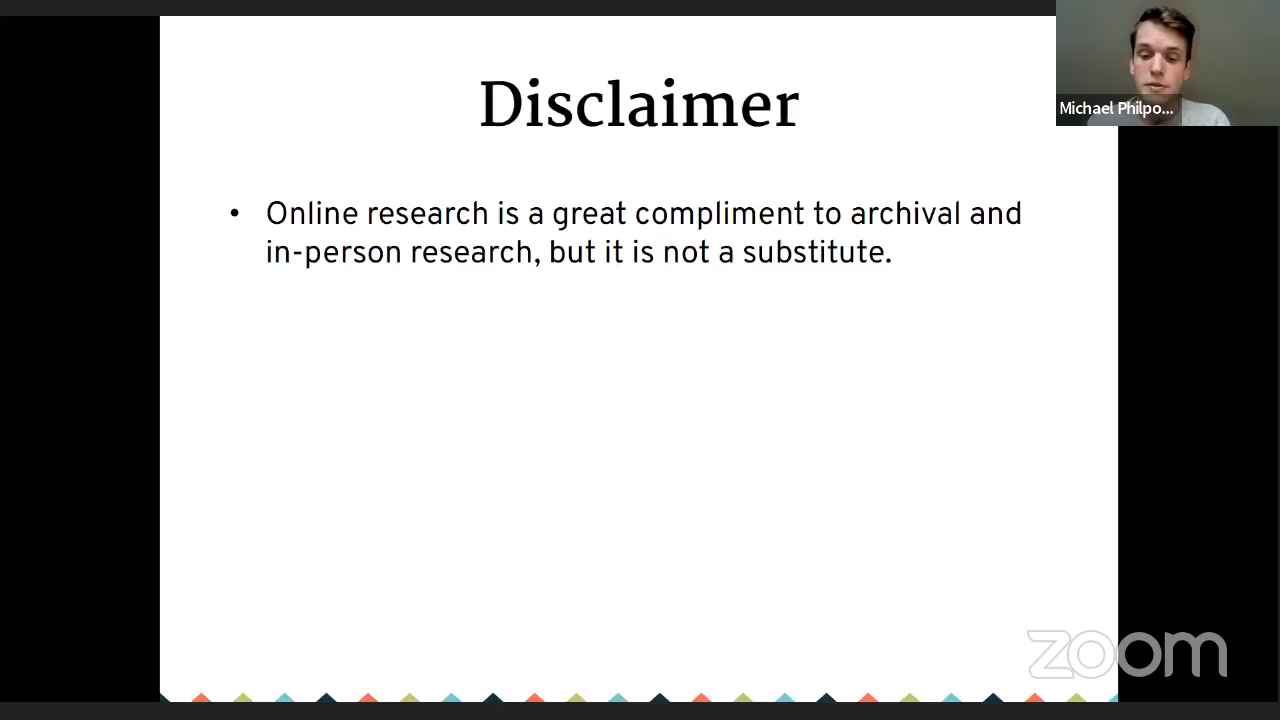 Disclaimer
Michael Philpo...
• Online research is a great compliment to archival and
in-person research, but it is not a substitute.
zoom